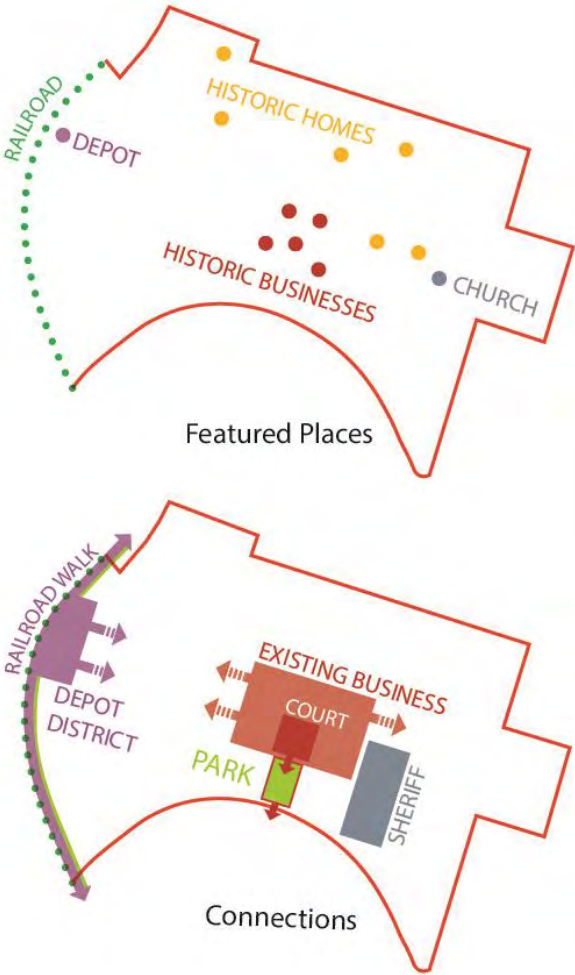 RAILROAD
DEPOT
HISTORIC HOMES
HISTORIC BUSINESSES
CHURCH
Featured Places
RAILROAD WALK
DEPOT
DISTRICT
EXISTING BUSINESS
COURT
PARK
SHERIFF
Connections